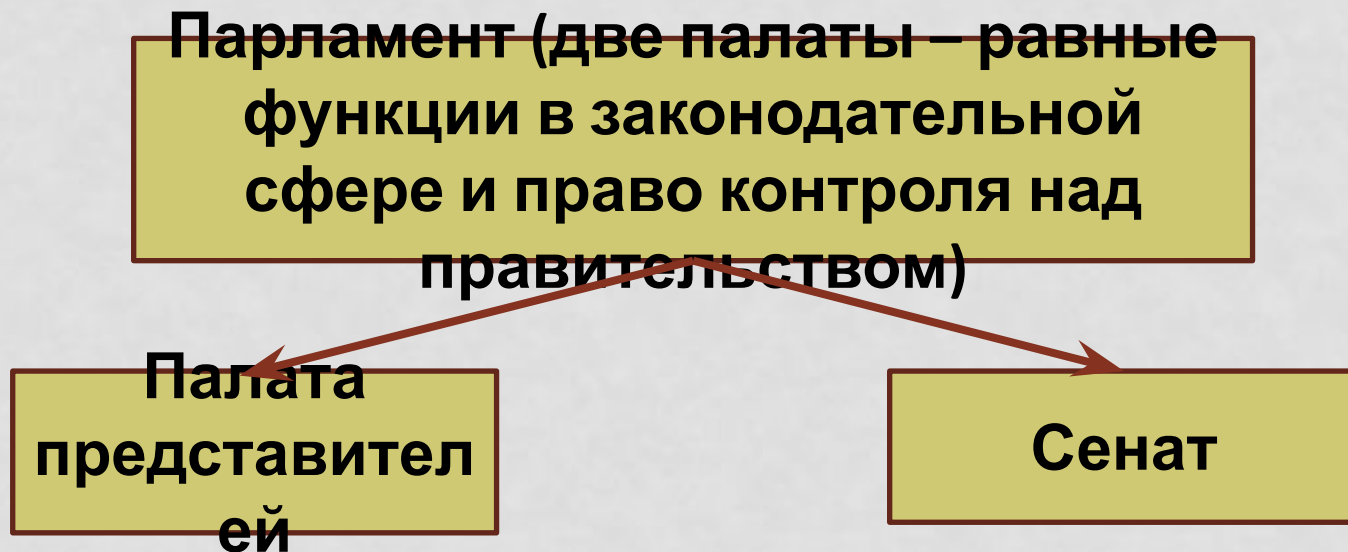 Парламент (две палаты – равные
функции в законодательной
сфере и право контроля над
правительством)
Палата
представител
ей
Сенат